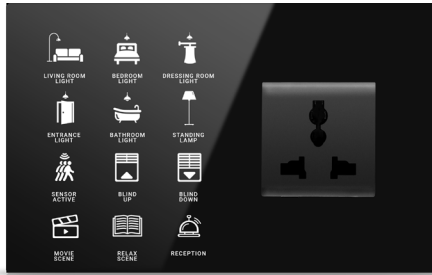 LIVING ROOM
LIGHT
BEDROOM
LIGHT
DRESSING ROOM
LIGHT
ENTRANCE
LIGHT
BATHROOM
LIGHT
STANDING
LAMP
SENSOR
ACTIVE
BLIND
UP
BLIND
DOWN
MOVIE
SCENE
RELAX
SCENE
RECEPTION